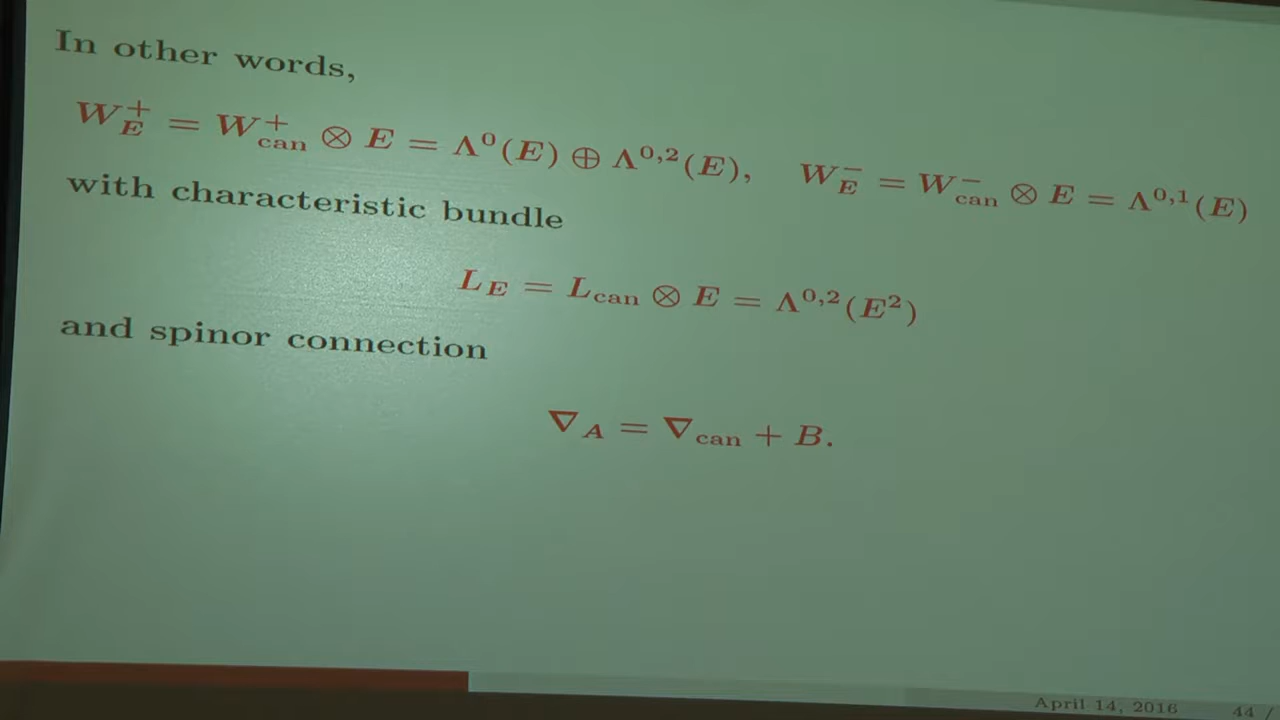 In other words,
W_E^+ = W_can^+ ⊗ E = Λ^0(E) ⊕ Λ^{0,2}(E), W_E^- = W_can^- ⊗ E = Λ^{0,1}(E)
with characteristic bundle
L_E = L_can ⊗ E = Λ^{0,2}(E^2)
and spinor connection
∇_A = ∇_can + B.
April 14, 2016 44 /